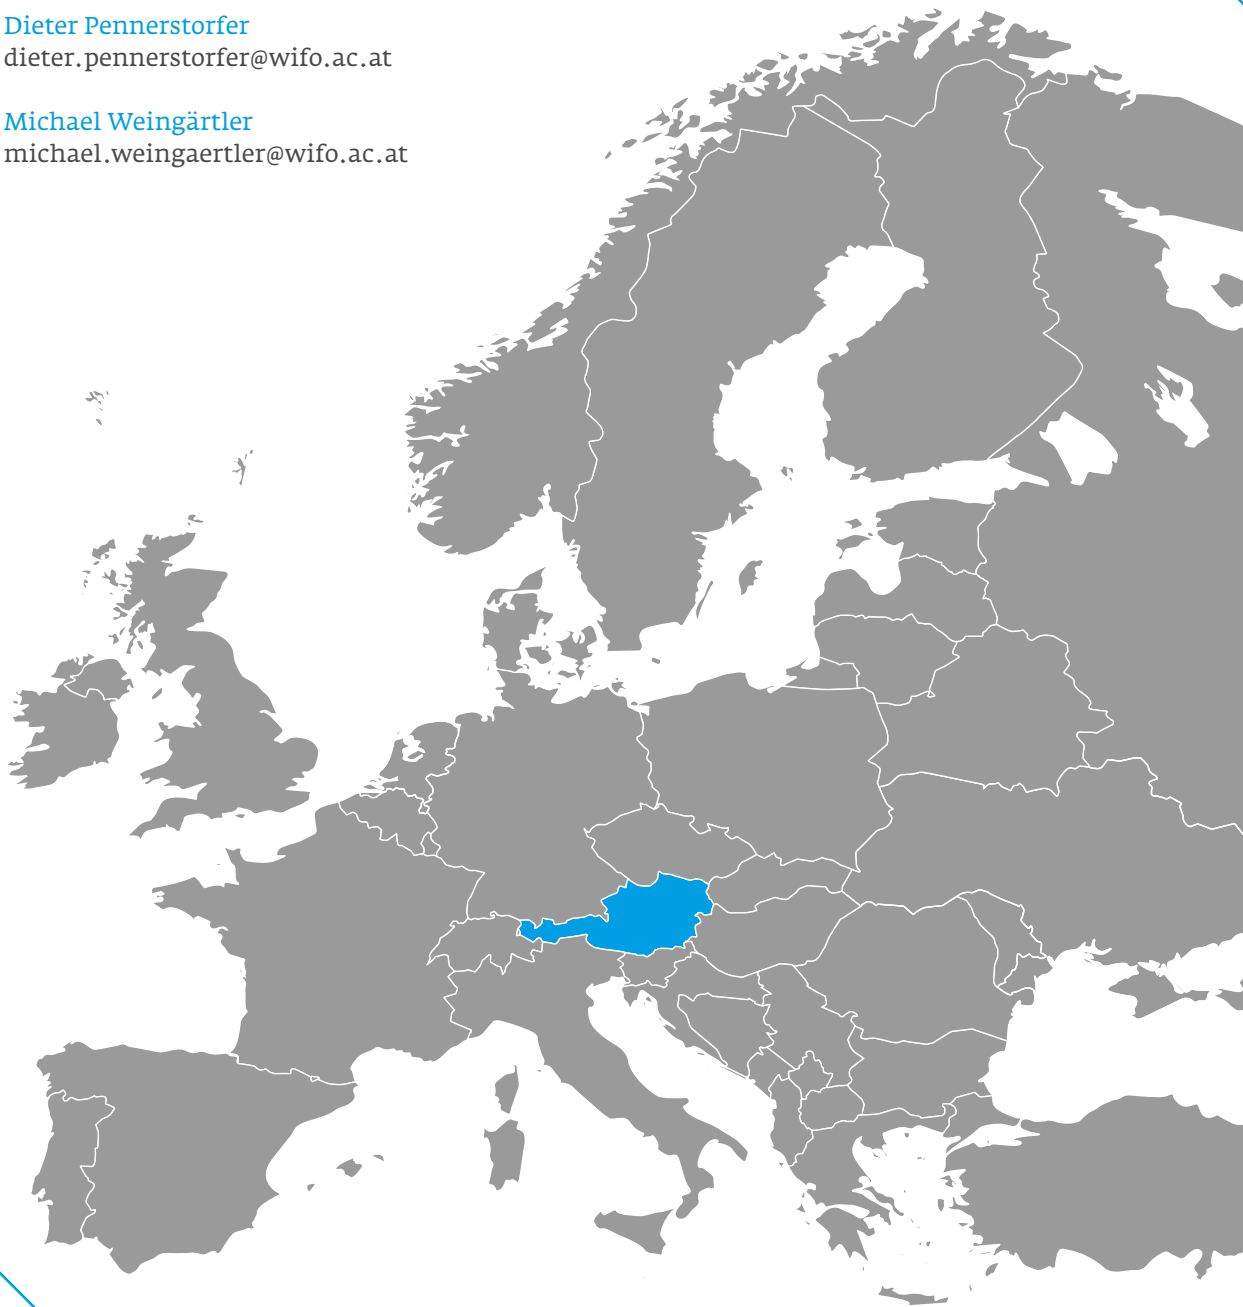 Dieter Pennerstorfer
dieter.pennerstorfer@wifo.ac.at
Michael Weingärtler
michael.weingaertler@wifo.ac.at